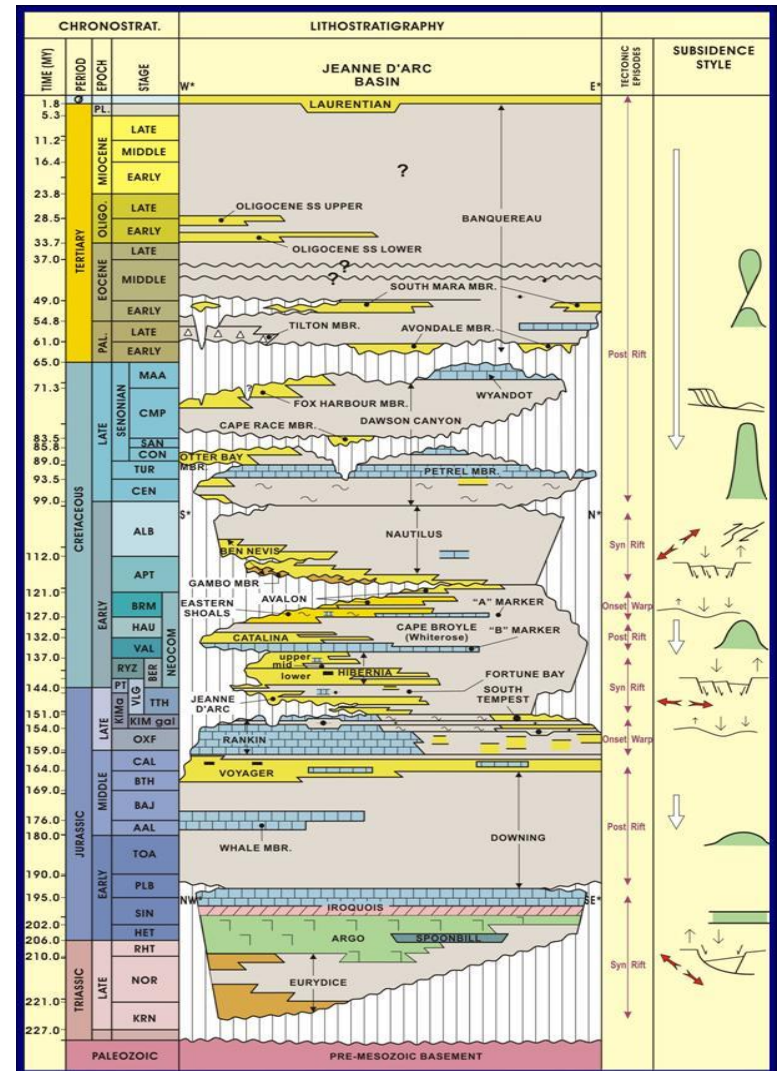 CHRONOSTRAT.
LITHOSTRATIGRAPHY
TIME (MY)
PERIOD
EPOCH
STAGE
JEANNE D'ARC
BASIN
W*
E*
TECTONIC
EPISODES
SUBSIDENCE
STYLE
1.8
5.3
11.2
16.4
23.8
28.5
33.7
37.0
49.0
54.8
61.0
65.0
71.3
83.5
85.8
89.0
93.5
99.0
112.0
121.0
127.0
132.0
137.0
144.0
151.0
154.0
159.0
164.0
169.0
176.0
180.0
190.0
195.0
202.0
206.0
210.0
221.0
227.0
Q
TERTIARY
CRETACEOUS
JURASSIC
TRIASSIC
PALEOZOIC
PL.
MIOCENE
OLIGO.
EOCENE
PAL.
LATE
SENONIAN
EARLY
NEOCOM
LATE
MIDDLE
EARLY
LATE
LATE
MIDDLE
EARLY
LATE
EARLY
LATE
MIDDLE
EARLY
LATE
EARLY
MAA
CMP
SAN
CON
TUR
CEN
ALB
APT
BRM
HAU
VAL
RYZ
BER
PT
VLG
TTH
KIMa
KIM gal
OXF
CAL
BTH
BAJ
AAL
TOA
PLB
SIN
HET
RHT
NOR
KRN
LAURENTIAN
?
OLIGOCENE SS UPPER
BANQUEREAU
OLIGOCENE SS LOWER
?
?
SOUTH MARA MBR.
TILTON MBR.
AVONDALE MBR.
?
WYANDOT
FOX HARBOUR MBR.
DAWSON CANYON
CAPE RACE MBR.
OTTER BAY
MBR.
PETREL MBR.
S*
N*
NAUTILUS
BEN NEVIS
GAMBO MBR
AVALON
EASTERN
SHOALS
"A" MARKER
CAPE BROYLE
(Whiterose)
"B" MARKER
CATALINA
upper
mid
lower
HIBERNIA
FORTUNE BAY
SOUTH
TEMPEST
JEANNE
D'ARC
RANKIN
VOYAGER
DOWNING
WHALE MBR.
NW*
SE*
IROQUOIS
ARGO
SPOONBILL
EURYDICE
PRE-MESOZOIC BASEMENT
Post Rift
Syn Rift
Onset Warp
Post Rift
Syn Rift
Onset Warp
Post Rift
Syn Rift